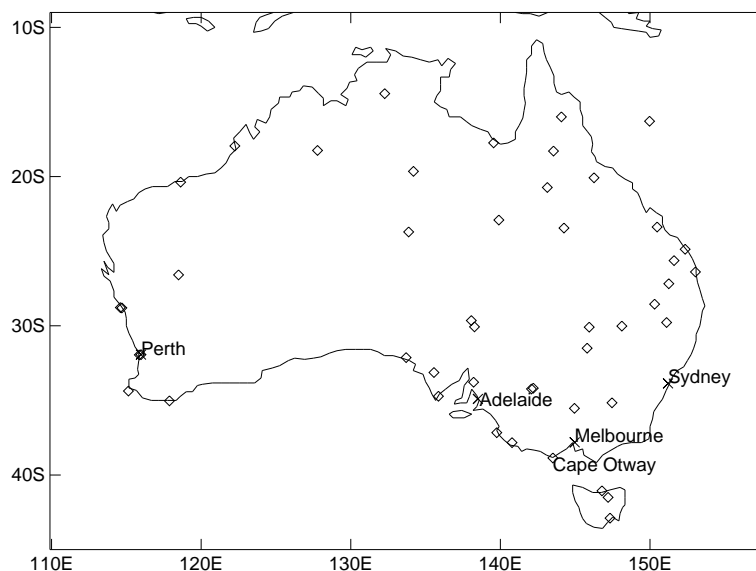 10S
20S
30S
Perth
Sydney
Adelaide
Melbourne
Cape Otway
40S
110E
120E
130E
140E
150E